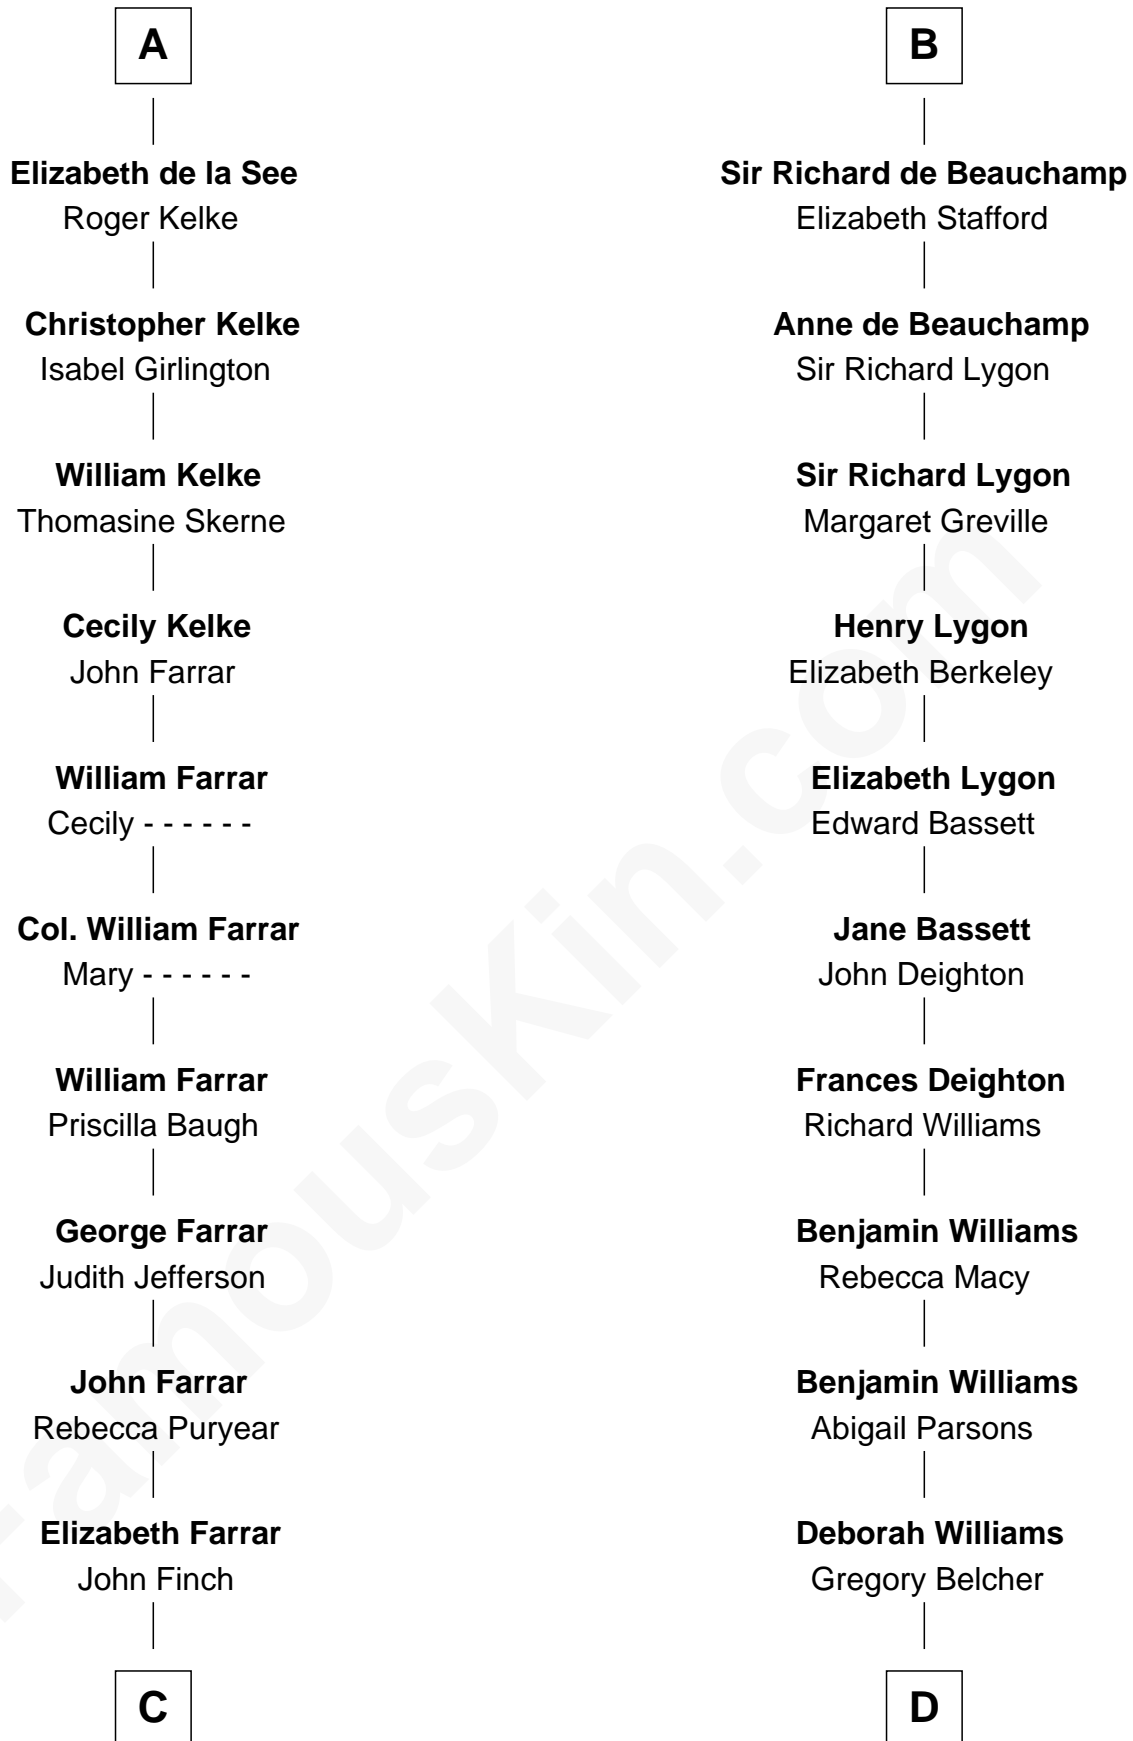 A
Elizabeth de la See
Roger Kelke
Christopher Kelke
Isabel Girlington
William Kelke
Thomasine Skerne
Cecily Kelke
John Farrar
William Farrar
Cecily - - - - - -
Col. William Farrar
Mary - - - - - -
William Farrar
Priscilla Baugh
George Farrar
Judith Jefferson
John Farrar
Rebecca Puryear
Elizabeth Farrar
John Finch
C
B
Sir Richard de Beauchamp
Elizabeth Stafford
Anne de Beauchamp
Sir Richard Lygon
Sir Richard Lygon
Margaret Greville
Henry Lygon
Elizabeth Berkeley
Elizabeth Lygon
Edward Bassett
Jane Bassett
John Deighton
Frances Deighton
Richard Williams
Benjamin Williams
Rebecca Macy
Benjamin Williams
Abigail Parsons
Deborah Williams
Gregory Belcher
D
FamousKin.com